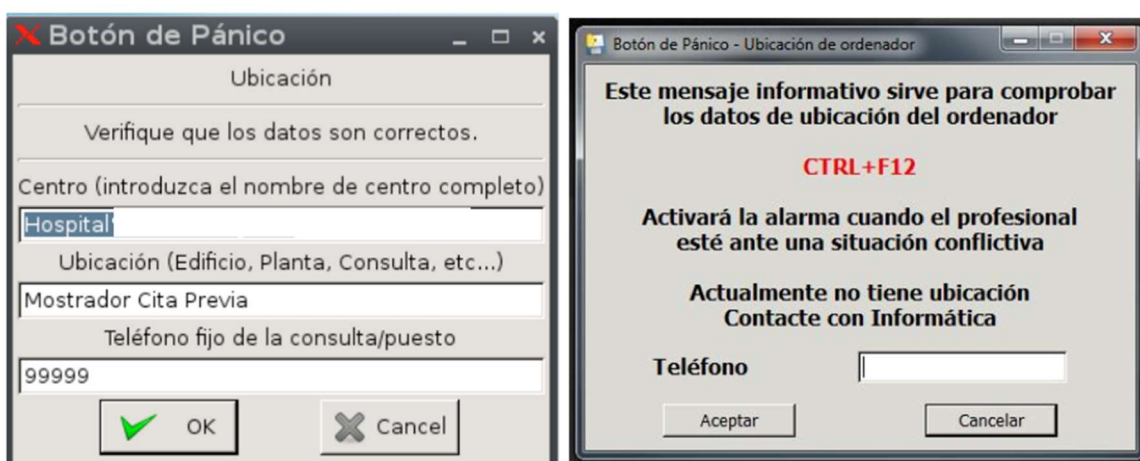 Botón de Pánico
Ubicación
Verifique que los datos son correctos.
Centro (introduzca el nombre de centro completo)
Hospital
Ubicación (Edificio, Planta, Consulta, etc...)
Mostrador Cita Previa
Teléfono fijo de la consulta/puesto
99999
OK
Cancel
Botón de Pánico - Ubicación de ordenador
Este mensaje informativo sirve para comprobar
los datos de ubicación del ordenador
CTRL+F12
Activará la alarma cuando el profesional
esté ante una situación conflictiva
Actualmente no tiene ubicación
Contacte con Informática
Teléfono
Aceptar
Cancelar